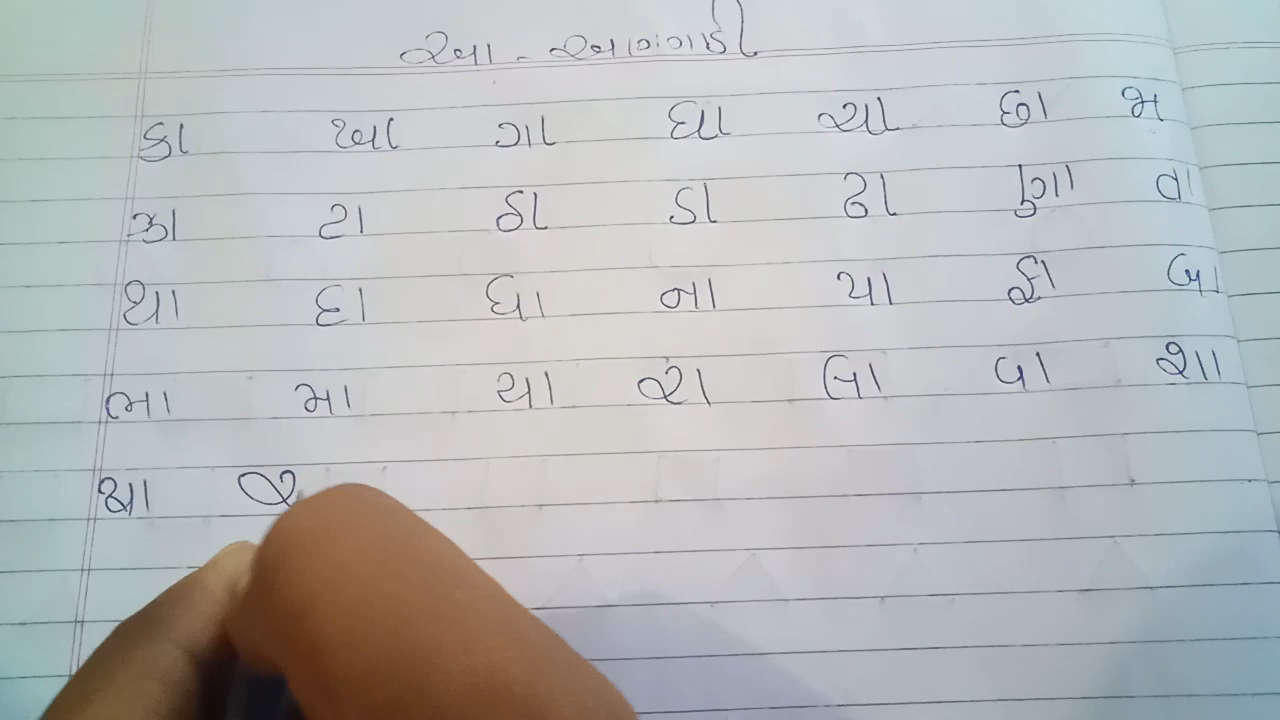 કા ખા ગા ઘા ચા છા જ
ઝા ટા ઠા ડા ઢા ણા તા
થા દા ધા ના પા ફા બા
ભા મા યા રા લા વા શા
ષા